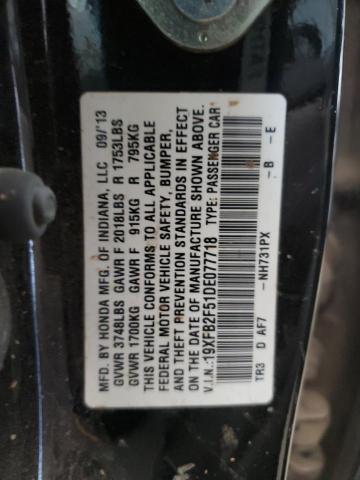 MFD. BY HONDA MFG. OF INDIANA, LLC 09/'13
GVWR 3748LBS GAWR F 2018LBS R 1753LBS
GVWR 1700KG GAWR F 915KG R 795KG
THIS VEHICLE CONFORMS TO ALL APPLICABLE
FEDERAL MOTOR VEHICLE SAFETY, BUMPER,
AND THEFT PREVENTION STANDARDS IN EFFECT
ON THE DATE OF MANUFACTURE SHOWN ABOVE.
V.I.N.:19XFB2F51DE077718 TYPE: PASSENGER CAR
TR3 D AF7 -NH731PX -B -E